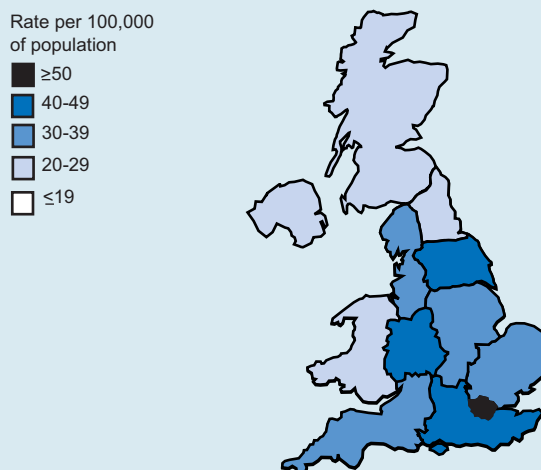 Rate per 100,000
of population
≥50
40-49
30-39
20-29
≤19